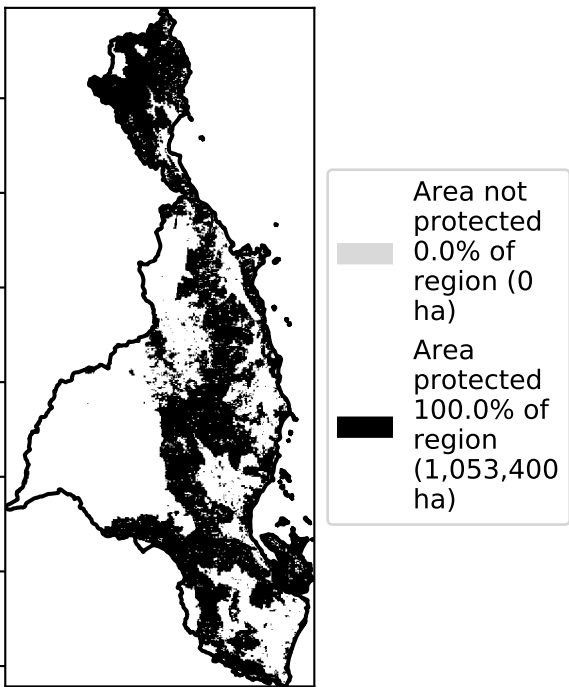 Area not
protected
0.0% of
region (0
ha)
Area
protected
100.0% of
region
(1,053,400
ha)